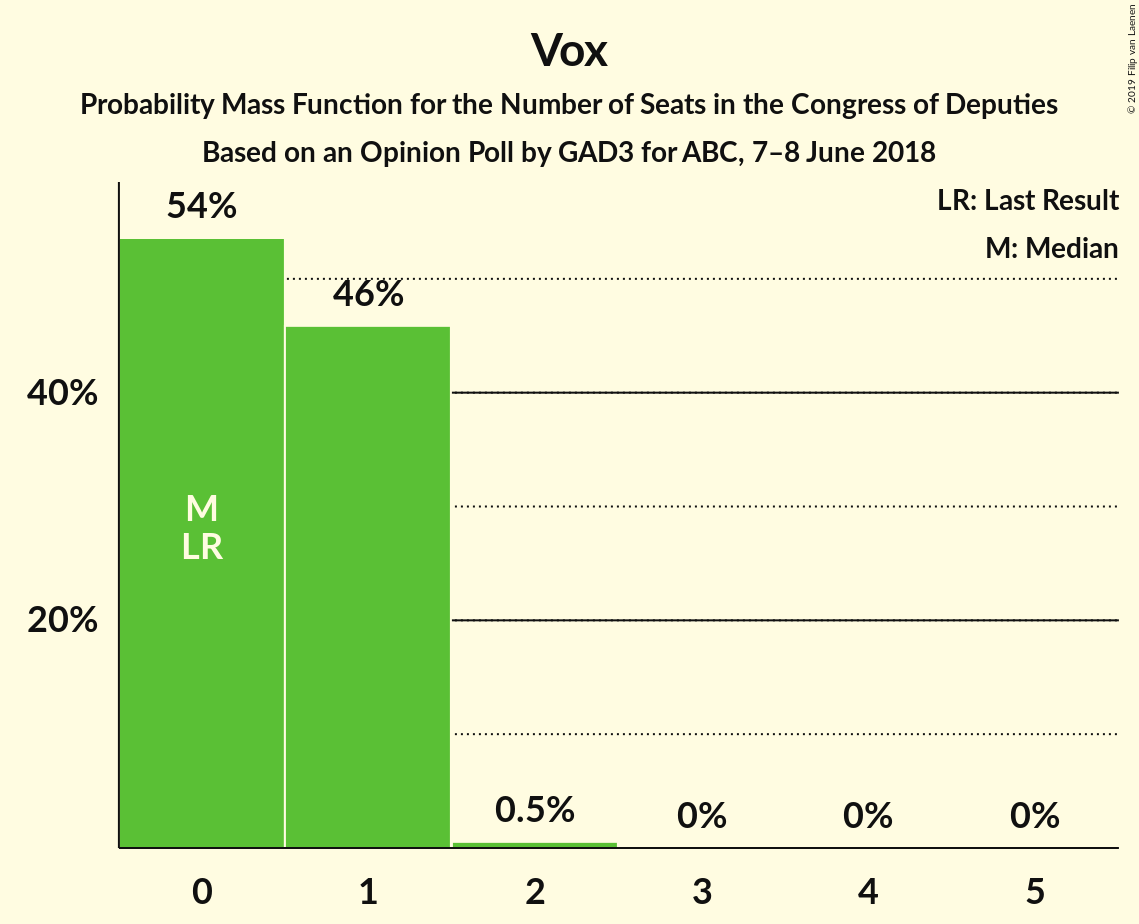 Vox
Probability Mass Function for the Number of Seats in the Congress of Deputies
Based on an Opinion Poll by GAD3 for ABC, 7–8 June 2018
© 2019 Filip van Laenen
LR: Last Result
M: Median
54%
46%
40%
M
LR
20%
0.5%
0%
0%
0%
0
1
2
3
4
5